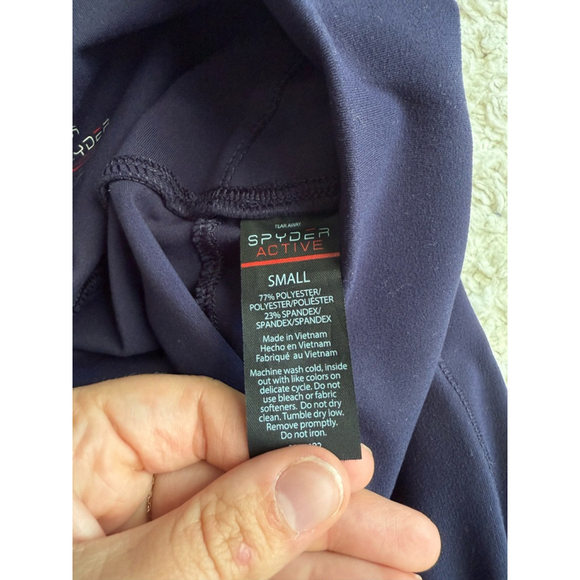 TEAR AWAY
SPYDER
ACTIVE
SMALL
77% POLYESTER/
POLYESTER/POLIÉSTER
23% SPANDEX/
SPANDEX/SPANDEX
Made in Vietnam
Hecho en Vietnam
Fabriqué au Vietnam
Machine wash cold, inside
out with like colors on
delicate cycle. Do not
use bleach or fabric
softeners. Do not dry
clean. Tumble dry low.
Remove promptly.
Do not iron.
SPYDER